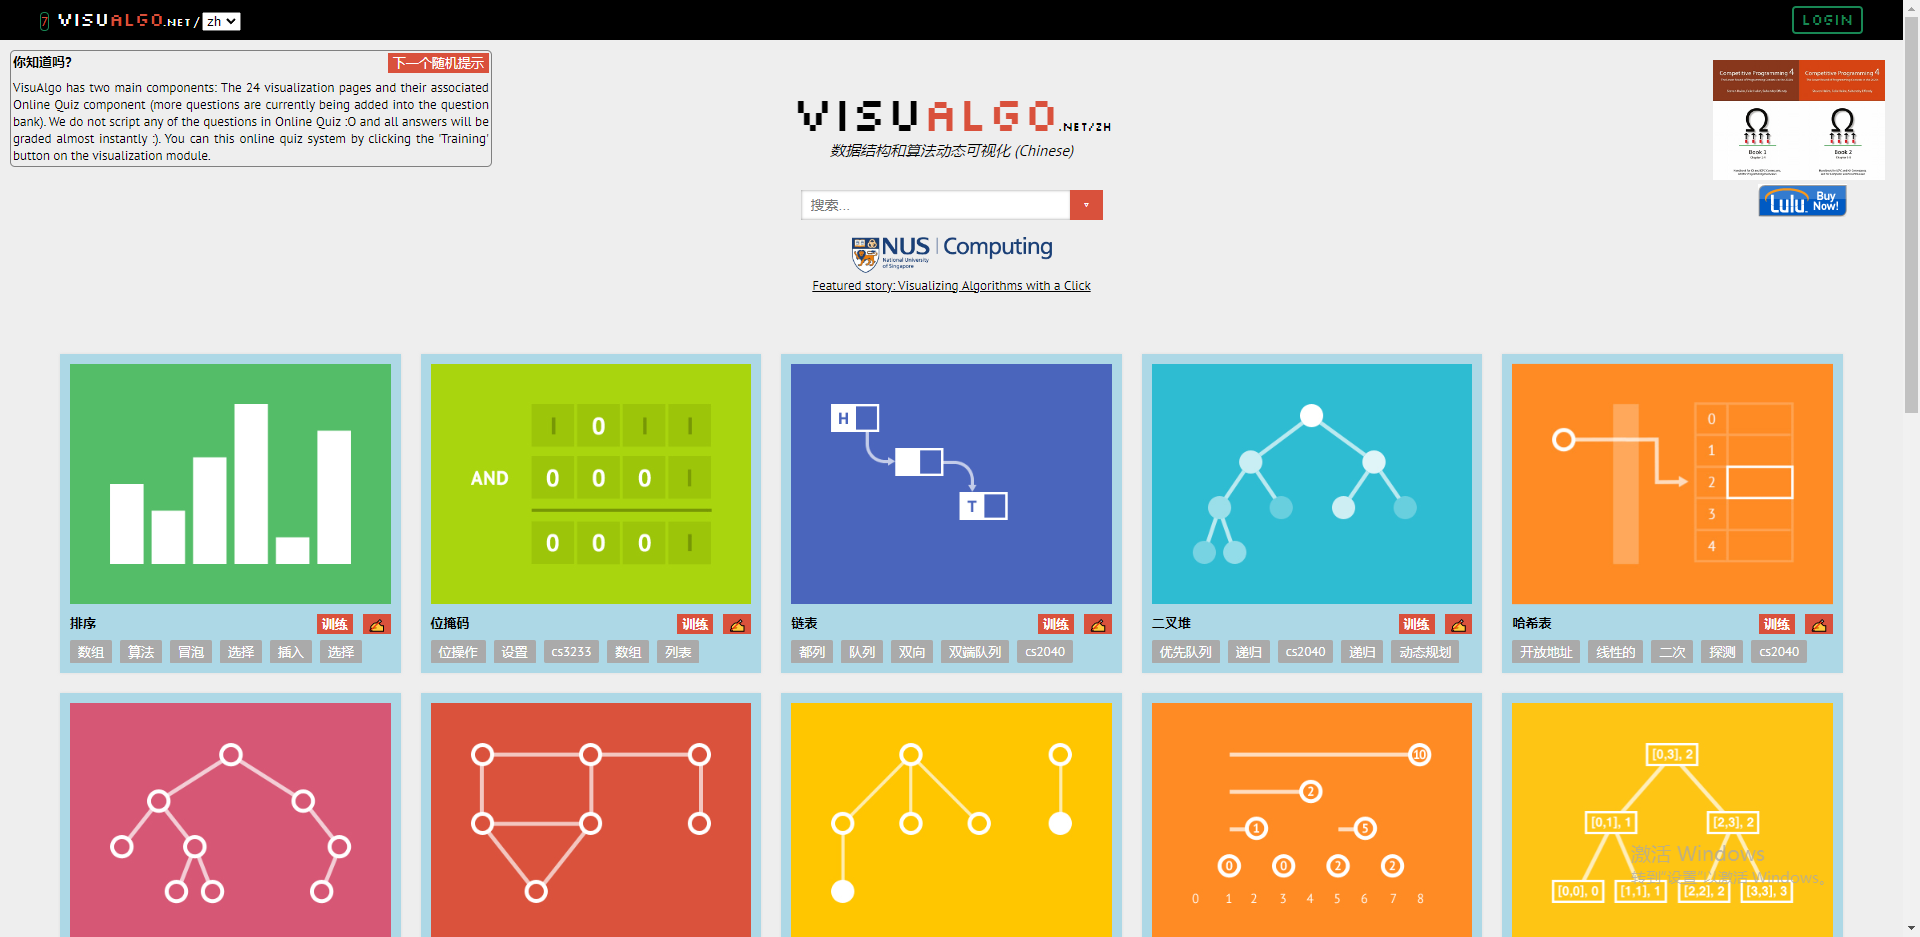 7 VISUALGO.NET/ zh
LOGIN
你知道吗?
下一个随机提示
VisuAlgo has two main components: The 24 visualization pages and their associated
Online Quiz component (more questions are currently being added into the question
bank). We do not script any of the questions in Online Quiz :O and all answers will be
graded almost instantly :). You can this online quiz system by clicking the 'Training'
button on the visualization module.
VISUALGO.NET/ZH
数据结构和算法动态可视化 (Chinese)
搜索...
NUS Computing
National University
of Singapore
Featured story: Visualizing Algorithms with a Click
Competitive Programming 4
Competitive Programming 4
Book 1
Book 2
Lulu Buy
Now!
1 0 1 1
AND 0 0 0 1
0 0 0 1
H
T
0
1
2
3
4
排序 训练
数组 算法 冒泡 选择 插入 选择
位掩码 训练
位操作 设置 cs3233 数组 列表
链表 训练
都列 队列 双向 双端队列 cs2040
二叉堆 训练
优先队列 递归 cs2040 递归 动态规划
哈希表 训练
开放地址 线性的 二次 探测 cs2040
10
2
1 5
0 0 2 2
0 1 2 3 4 5 6 7 8
[0,3], 2
[0,1], 1 [2,3], 2
[0,0], 0 [1,1], 1 [2,2], 2 [3,3], 3
激活 Windows
转到"设置"以激活 Windows。